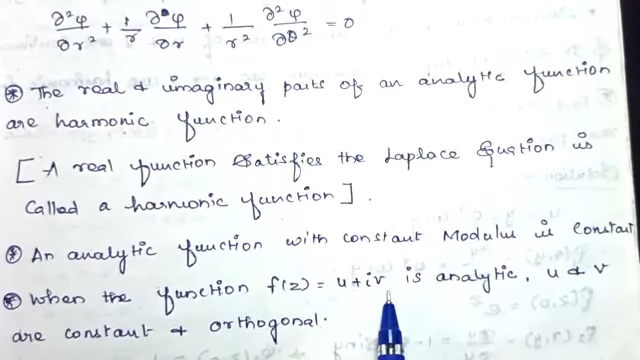 ∂²φ/∂r² + 1/r ∂φ/∂r + 1/r² ∂²φ/∂θ² = 0
⊛ The real & imaginary parts of an analytic function
are harmonic function.
[ A real function satisfies the Laplace Equation is
called a harmonic function ].
⊛ An analytic function with constant Modulus is constant
⊛ When the function f(z) = u + iv is analytic, u & v
are constant & orthogonal.